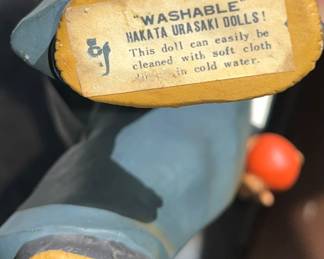 "WASHABLE"
HAKATA URASAKI DOLLS!
This doll can easily be
cleaned with soft cloth
in cold water.